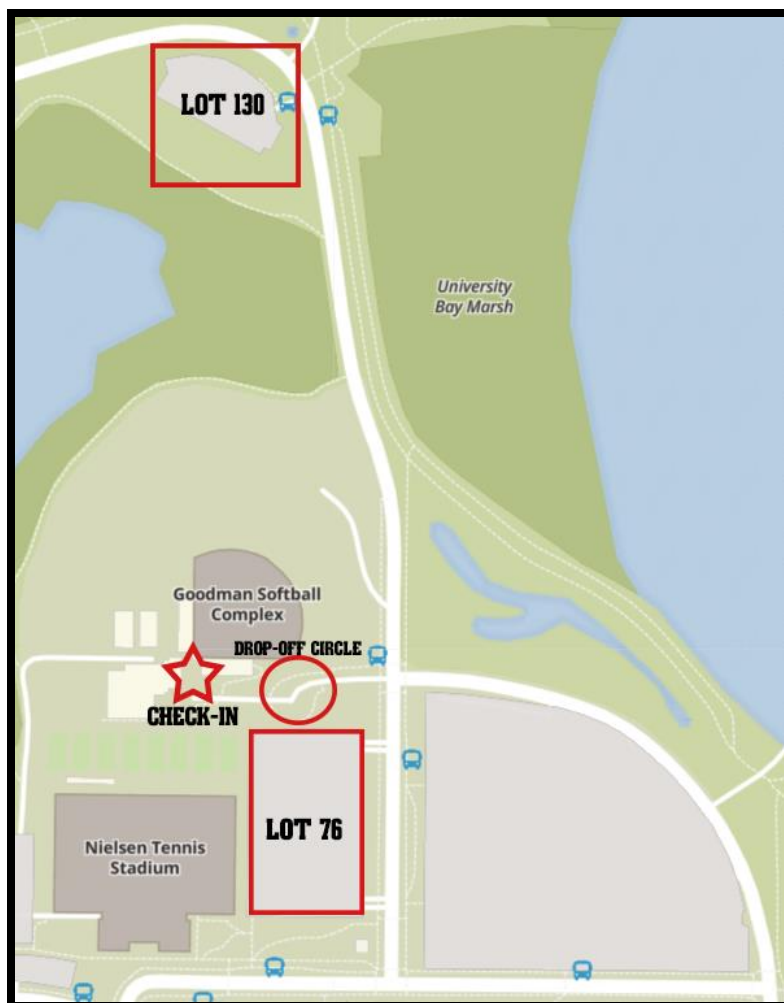 LOT 130
University
Bay Marsh
Goodman Softball
Complex
DROP-OFF CIRCLE
CHECK-IN
LOT 76
Nielsen Tennis
Stadium